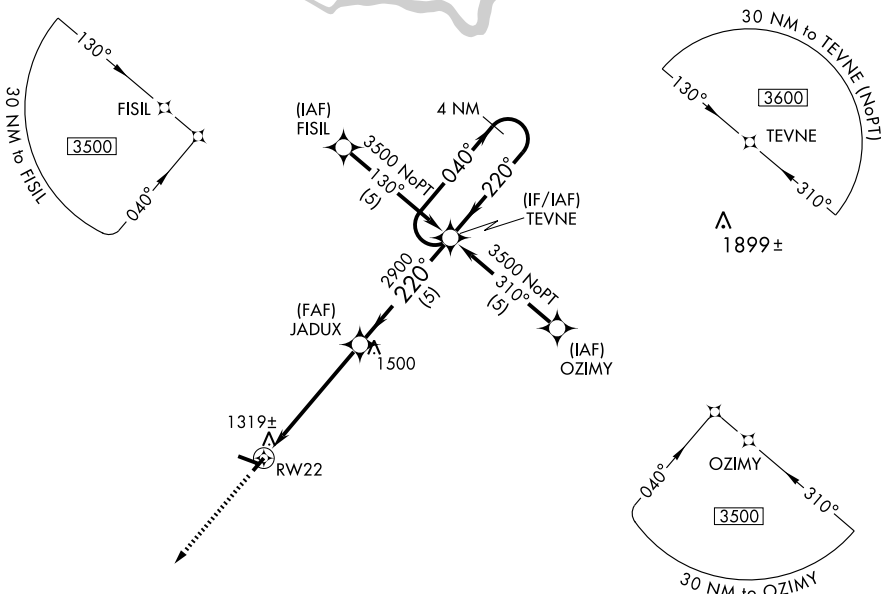 130°
FISIL
3500
040°
30 NM to FISIL
(IAF)
FISIL
3500 NoPT
130°
(5)
4 NM
040°
220°
(IF/IAF)
TEVNE
30 NM to TEVNE (NoPT)
3600
130°
TEVNE
310°
1899±
2900
220°
(5)
3500 NoPT
310°
(5)
(IAF)
OZIMY
(FAF)
JADUX
1500
1319±
RW22
OZIMY
040°
310°
3500
30 NM to OZIMY